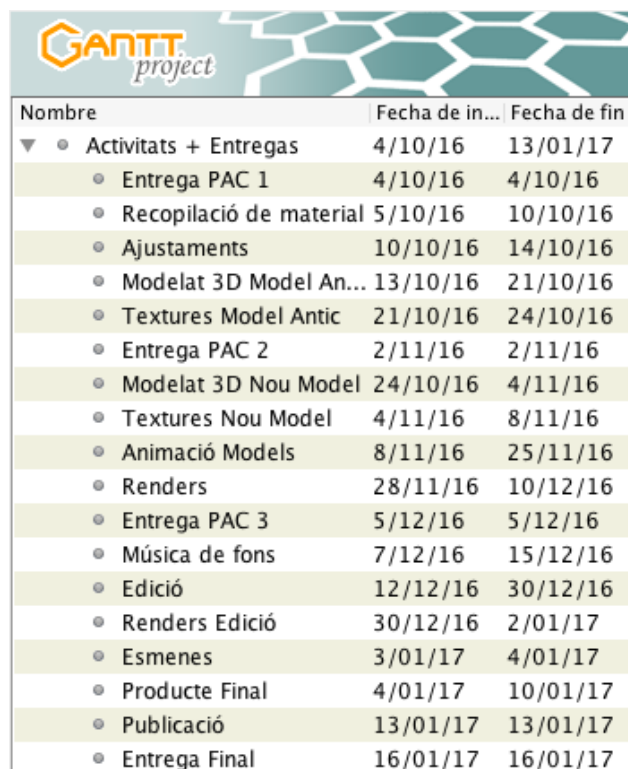 GANTT
project
Nombre Fecha de in... Fecha de fin
Activitats + Entregas 4/10/16 13/01/17
Entrega PAC 1 4/10/16 4/10/16
Recopilació de material 5/10/16 10/10/16
Ajustaments 10/10/16 14/10/16
Modelat 3D Model An... 13/10/16 21/10/16
Textures Model Antic 21/10/16 24/10/16
Entrega PAC 2 2/11/16 2/11/16
Modelat 3D Nou Model 24/10/16 4/11/16
Textures Nou Model 4/11/16 8/11/16
Animació Models 8/11/16 25/11/16
Renders 28/11/16 10/12/16
Entrega PAC 3 5/12/16 5/12/16
Música de fons 7/12/16 15/12/16
Edició 12/12/16 30/12/16
Renders Edició 30/12/16 2/01/17
Esmenes 3/01/17 4/01/17
Producte Final 4/01/17 10/01/17
Publicació 13/01/17 13/01/17
Entrega Final 16/01/17 16/01/17